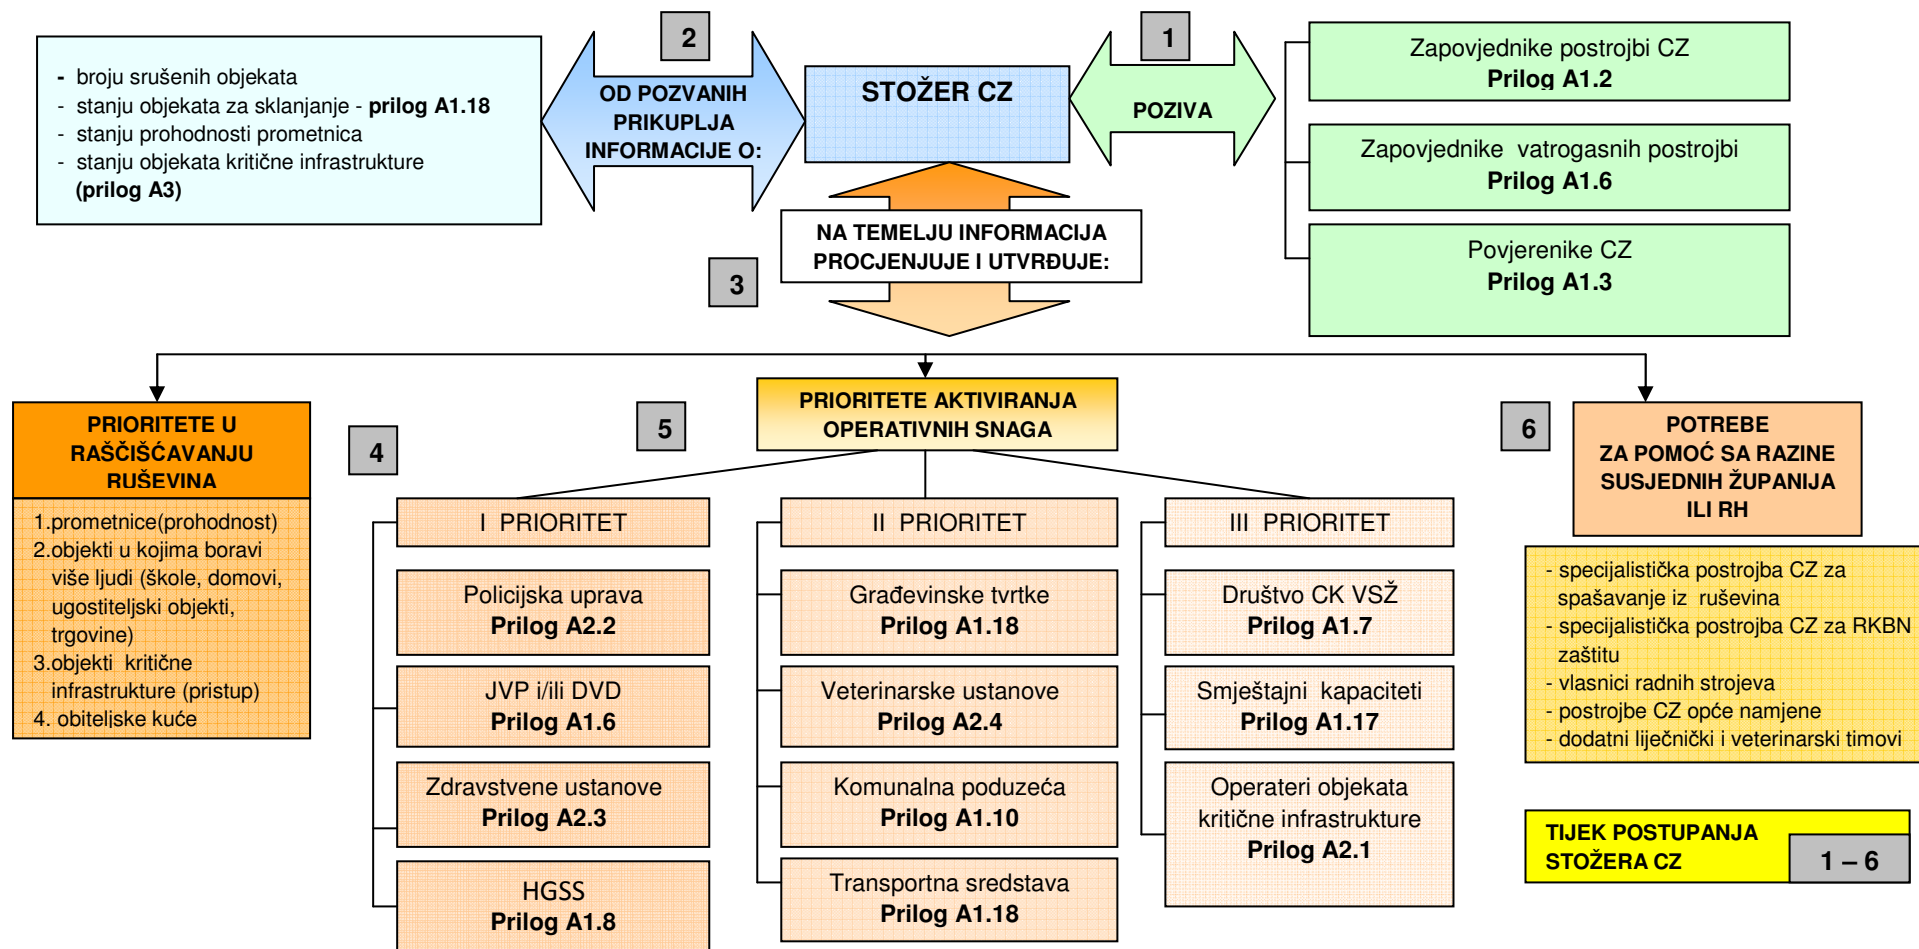 2
1
- broju srušenih objekata
- stanju objekata za sklanjanje - prilog A1.18
- stanju prohodnosti prometnica
- stanju objekata kritične infrastrukture
(prilog A3)
OD POZVANIH
PRIKUPLJA
INFORMACIJE O:
STOŽER CZ
POZIVA
Zapovjednike postrojbi CZ
Prilog A1.2
Zapovjednike vatrogasnih postrojbi
Prilog A1.6
Povjerenike CZ
Prilog A1.3
NA TEMELJU INFORMACIJA
PROCJENJUJE I UTVRĐUJE:
3
PRIORITETE U
RAŠČIŠĆAVANJU
RUŠEVINA
1.prometnice(prohodnost)
2.objekti u kojima boravi
više ljudi (škole, domovi,
ugostiteljski objekti,
trgovine)
3.objekti kritične
infrastrukture (pristup)
4. obiteljske kuće
4
5
PRIORITETE AKTIVIRANJA
OPERATIVNIH SNAGA
I PRIORITET
Policijska uprava
Prilog A2.2
JVP i/ili DVD
Prilog A1.6
Zdravstvene ustanove
Prilog A2.3
HGSS
Prilog A1.8
II PRIORITET
Građevinske tvrtke
Prilog A1.18
Veterinarske ustanove
Prilog A2.4
Komunalna poduzeća
Prilog A1.10
Transportna sredstava
Prilog A1.18
III PRIORITET
Društvo CK VSŽ
Prilog A1.7
Smještajni kapaciteti
Prilog A1.17
Operateri objekata
kritične infrastrukture
Prilog A2.1
6
POTREBE
ZA POMOĆ SA RAZINE
SUSJEDNIH ŽUPANIJA
ILI RH
- specijalistička postrojba CZ za
spašavanje iz ruševina
- specijalistička postrojba CZ za RKBN
zaštitu
- vlasnici radnih strojeva
- postrojbe CZ opće namjene
- dodatni liječnički i veterinarski timovi
TIJEK POSTUPANJA
STOŽERA CZ
1 – 6